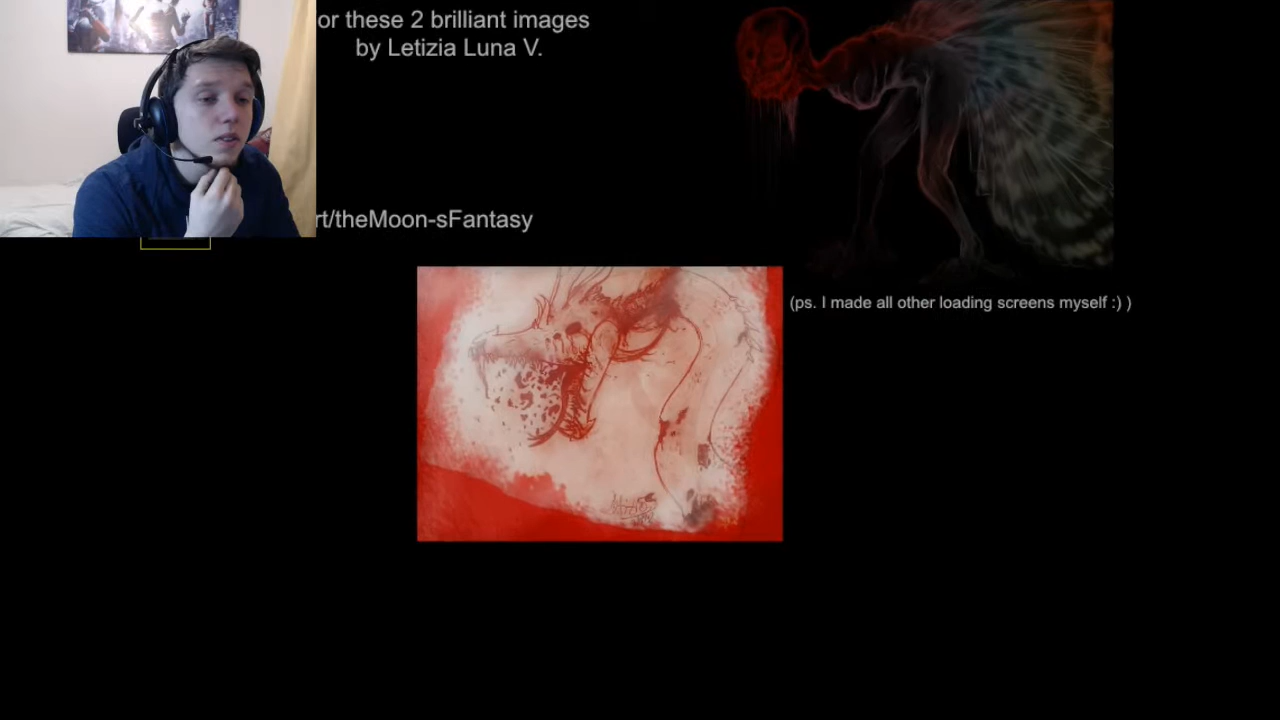 or these 2 brilliant images
by Letizia Luna V.
rt/theMoon-sFantasy
(ps. I made all other loading screens myself :) )